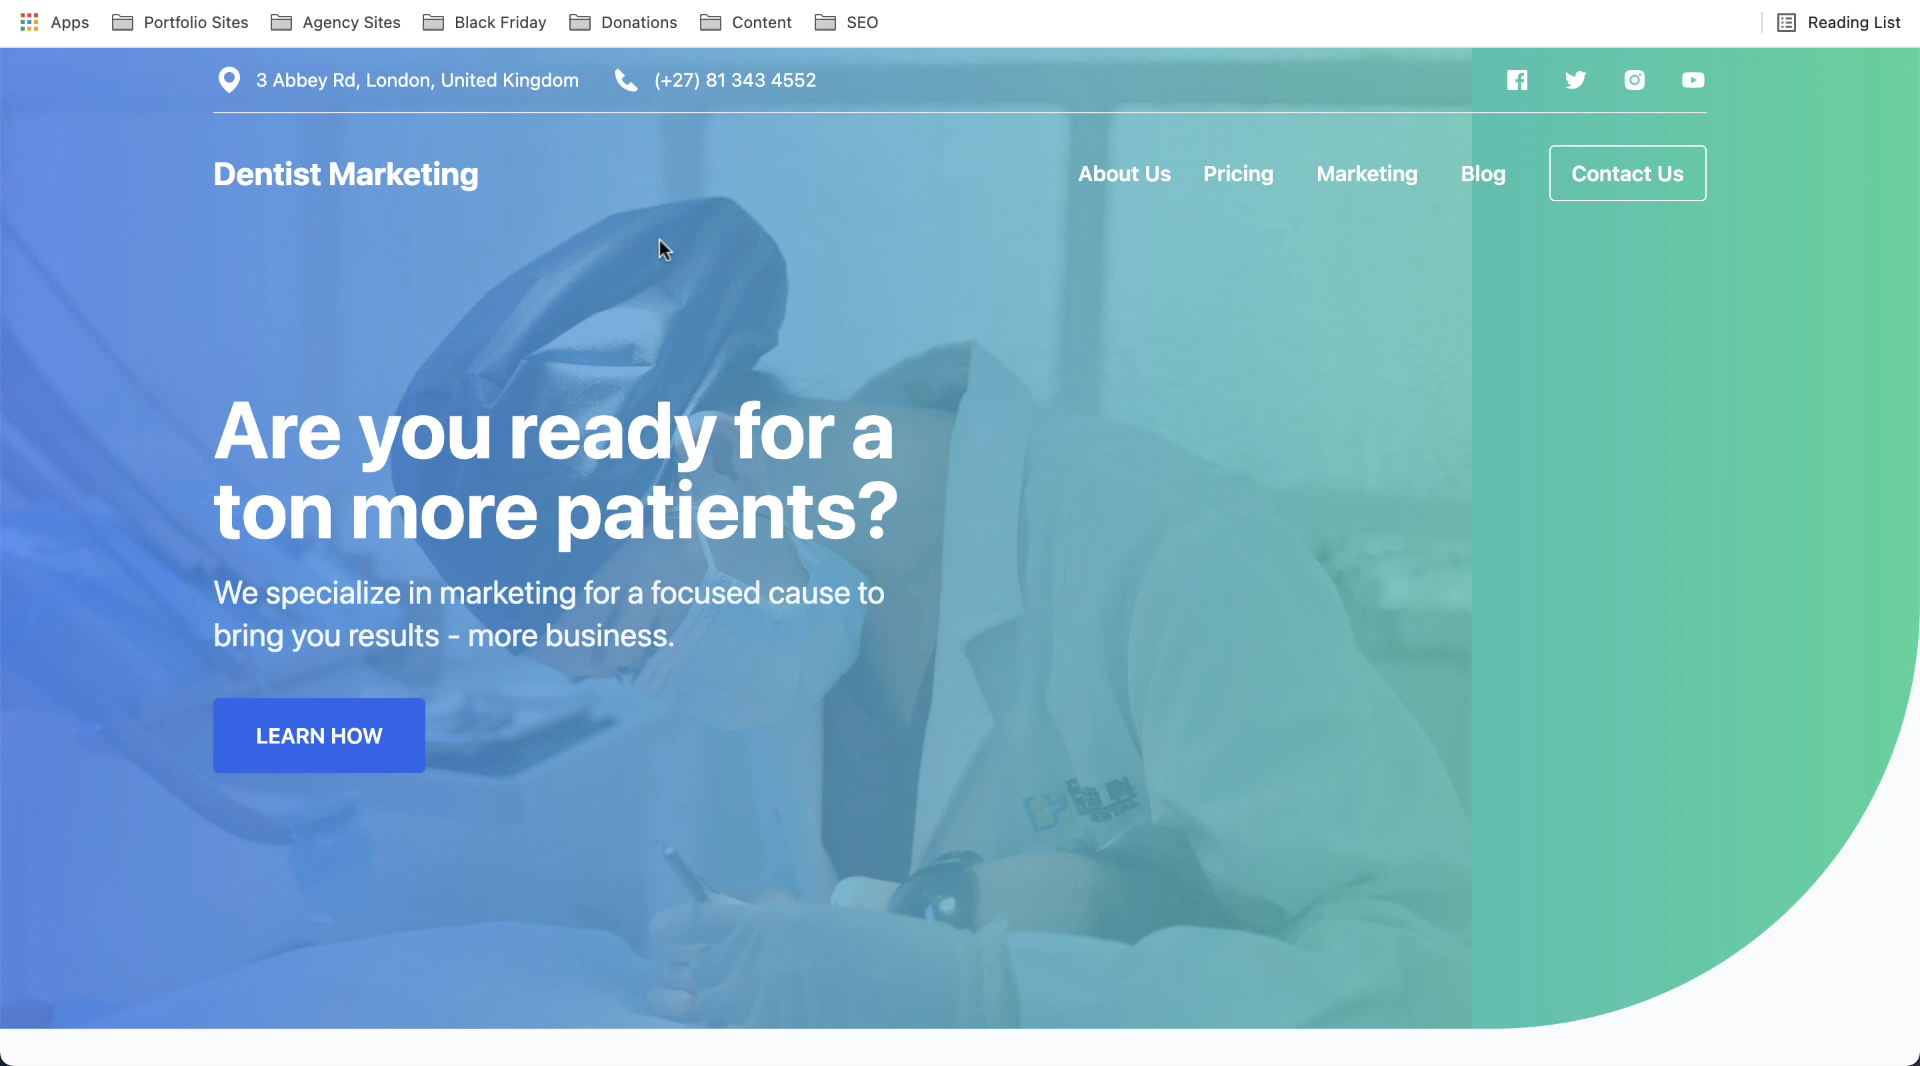 Apps Portfolio Sites Agency Sites Black Friday Donations Content SEO Reading List
3 Abbey Rd, London, United Kingdom (+27) 81 343 4552
Dentist Marketing About Us Pricing Marketing Blog Contact Us
Are you ready for a
ton more patients?
We specialize in marketing for a focused cause to
bring you results - more business.
LEARN HOW